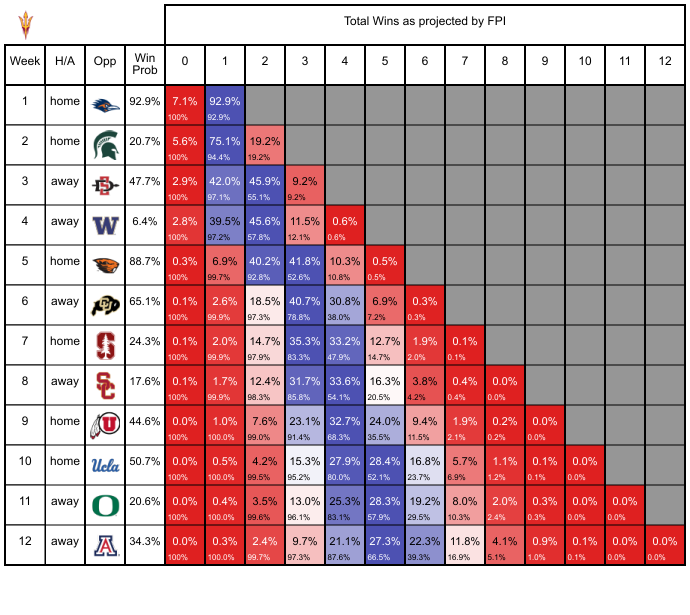 Total Wins as projected by FPI
Week H/A Opp Win Prob 0 1 2 3 4 5 6 7 8 9 10 11 12
1 home 92.9% 7.1% 92.9%
100% 92.9%
2 home 20.7% 5.6% 75.1% 19.2%
100% 94.4% 19.2%
3 away SD 47.7% 2.9% 42.0% 45.9% 9.2%
100% 97.1% 55.1% 9.2%
4 away W 6.4% 2.8% 39.5% 45.6% 11.5% 0.6%
100% 97.2% 57.8% 12.1% 0.6%
5 home 88.7% 0.3% 6.9% 40.2% 41.8% 10.3% 0.5%
100% 99.7% 92.8% 52.6% 10.8% 0.5%
6 away CU 65.1% 0.1% 2.6% 18.5% 40.7% 30.8% 6.9% 0.3%
100% 99.9% 97.3% 78.8% 38.0% 7.2% 0.3%
7 home S 24.3% 0.1% 2.0% 14.7% 35.3% 33.2% 12.7% 1.9% 0.1%
100% 99.9% 97.9% 83.3% 47.9% 14.7% 2.0% 0.1%
8 away SC 17.6% 0.1% 1.7% 12.4% 31.7% 33.6% 16.3% 3.8% 0.4% 0.0%
100% 99.9% 98.3% 85.8% 54.1% 20.5% 4.2% 0.4% 0.0%
9 home U 44.6% 0.0% 1.0% 7.6% 23.1% 32.7% 24.0% 9.4% 1.9% 0.2% 0.0%
100% 100.0% 99.0% 91.4% 68.3% 35.5% 11.5% 2.1% 0.2% 0.0%
10 home Ucla 50.7% 0.0% 0.5% 4.2% 15.3% 27.9% 28.4% 16.8% 5.7% 1.1% 0.1% 0.0%
100% 100.0% 99.5% 95.2% 80.0% 52.1% 23.7% 6.9% 1.2% 0.1% 0.0%
11 away O 20.6% 0.0% 0.4% 3.5% 13.0% 25.3% 28.3% 19.2% 8.0% 2.0% 0.3% 0.0% 0.0%
100% 100.0% 99.6% 96.1% 83.1% 57.9% 29.5% 10.3% 2.4% 0.3% 0.0% 0.0%
12 away A 34.3% 0.0% 0.3% 2.4% 9.7% 21.1% 27.3% 22.3% 11.8% 4.1% 0.9% 0.1% 0.0% 0.0%
100% 100.0% 99.7% 97.3% 87.6% 66.5% 39.3% 16.9% 5.1% 1.0% 0.1% 0.0% 0.0%